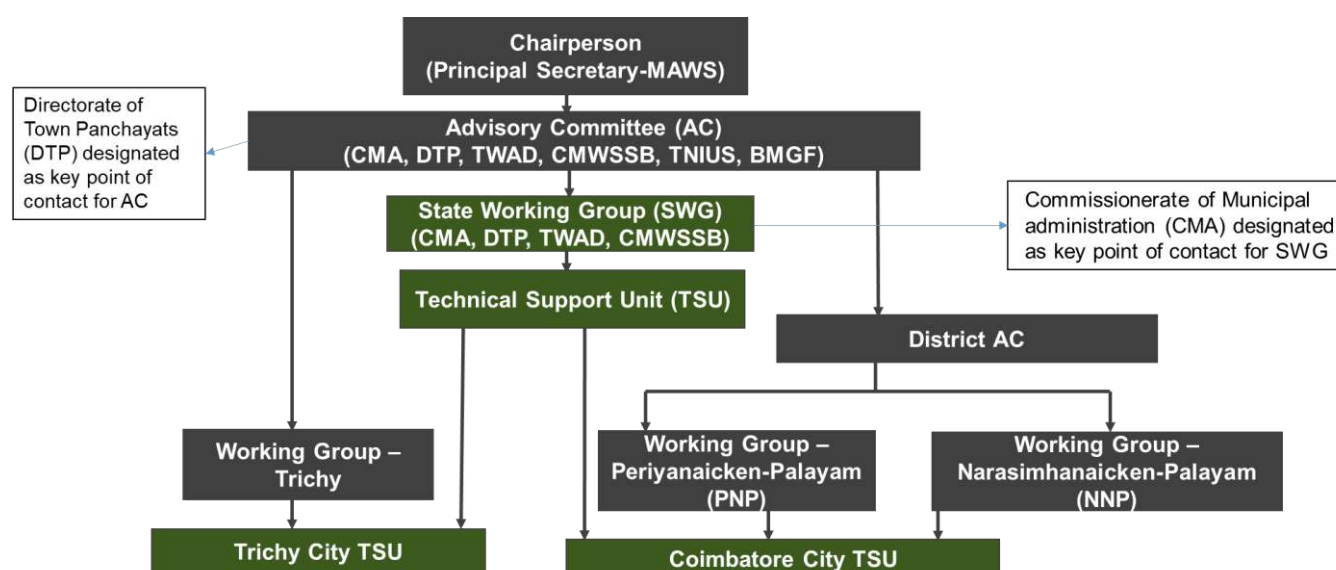 Chairperson
(Principal Secretary-MAWS)
Directorate of
Town Panchayats
(DTP) designated
as key point of
contact for AC
Advisory Committee (AC)
(CMA, DTP, TWAD, CMWSSB, TNIUS, BMGF)
State Working Group (SWG)
(CMA, DTP, TWAD, CMWSSB)
Commissionerate of Municipal
administration (CMA) designated
as key point of contact for SWG
Technical Support Unit (TSU)
District AC
Working Group –
Trichy
Working Group –
Periyanaicken-Palayam
(PNP)
Working Group –
Narasimhanaicken-Palayam
(NNP)
Trichy City TSU
Coimbatore City TSU